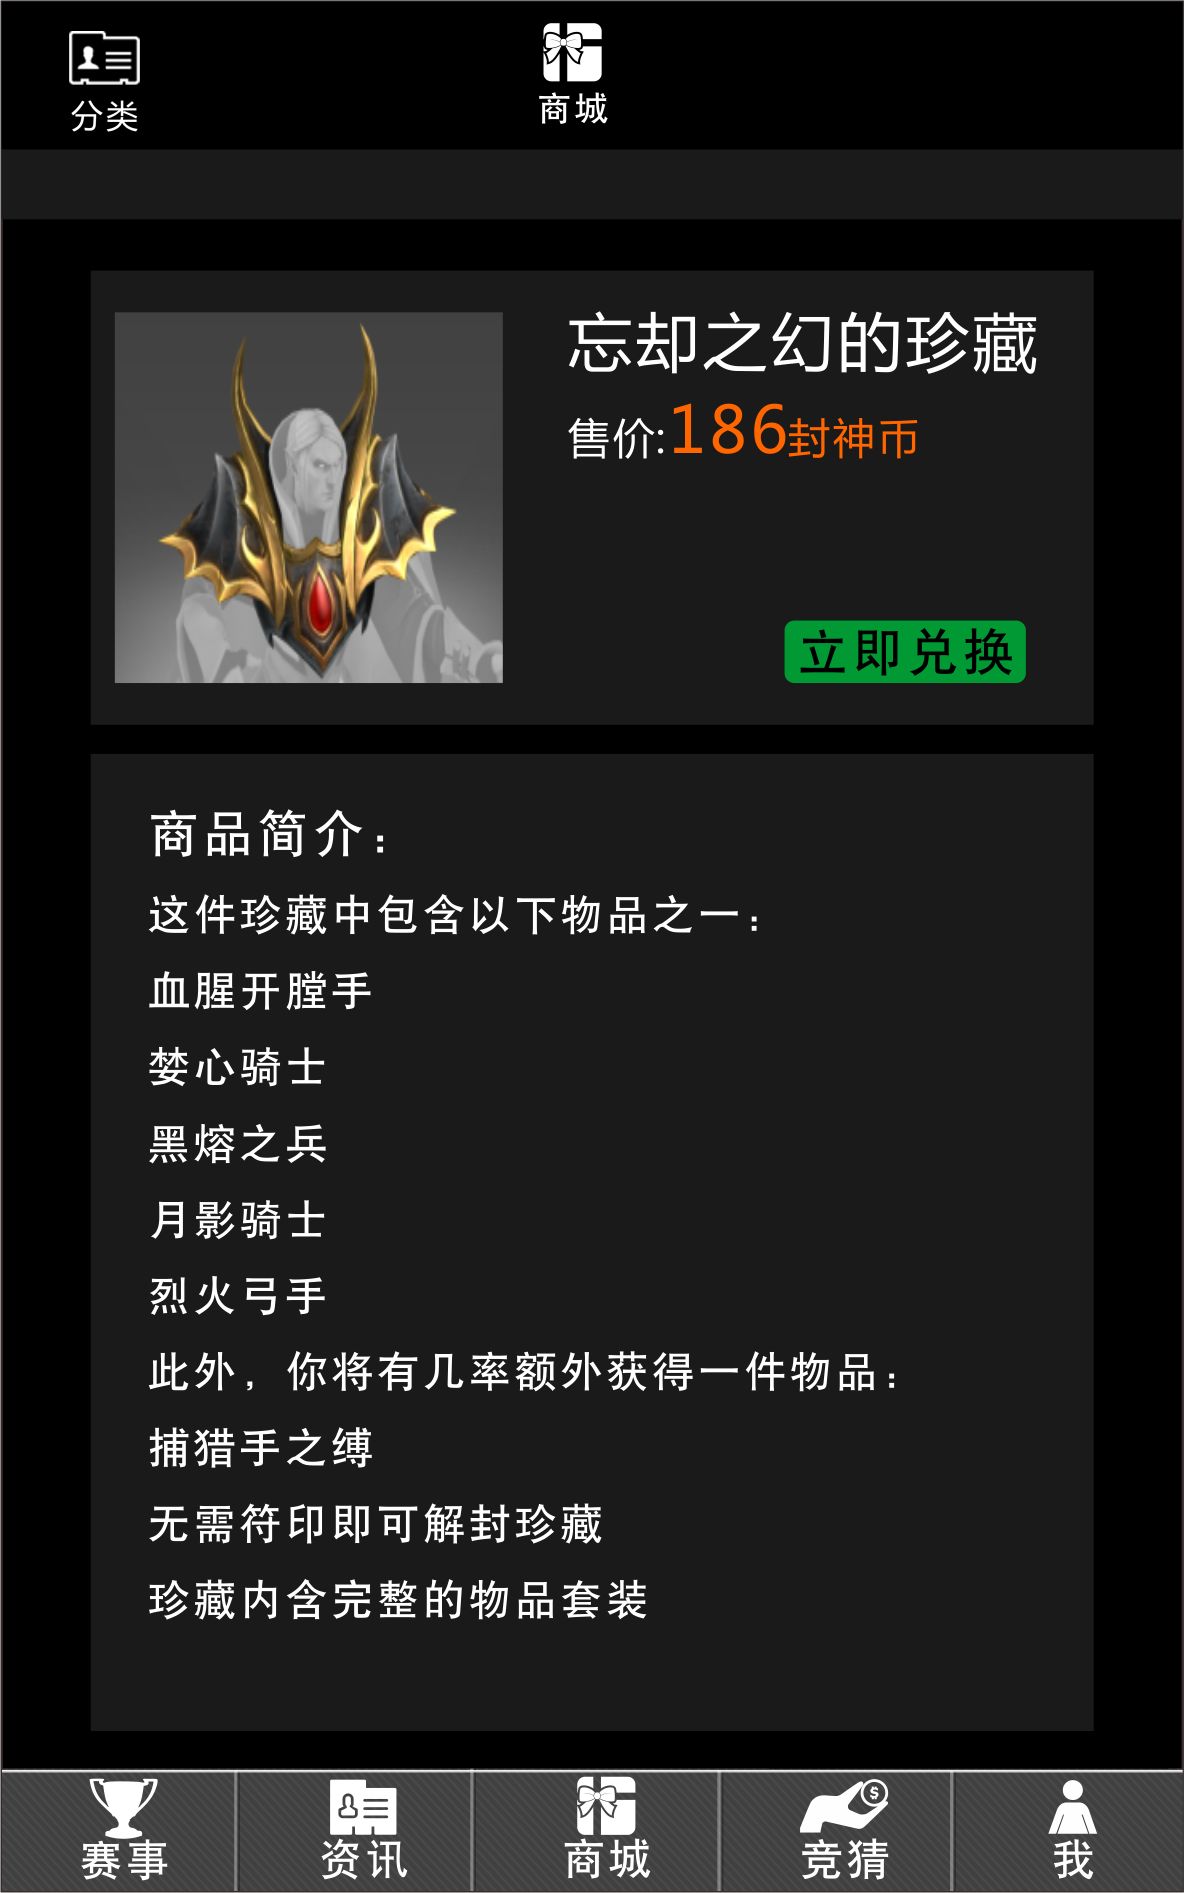 分类
商城
忘却之幻的珍藏
售价:186封神币
立即兑换
商品简介：
这件珍藏中包含以下物品之一：
血腥开膛手
婪心骑士
黑熔之兵
月影骑士
烈火弓手
此外，你将有几率额外获得一件物品：
捕猎手之缚
无需符印即可解封珍藏
珍藏内含完整的物品套装
赛事
资讯
商城
竞猜
我